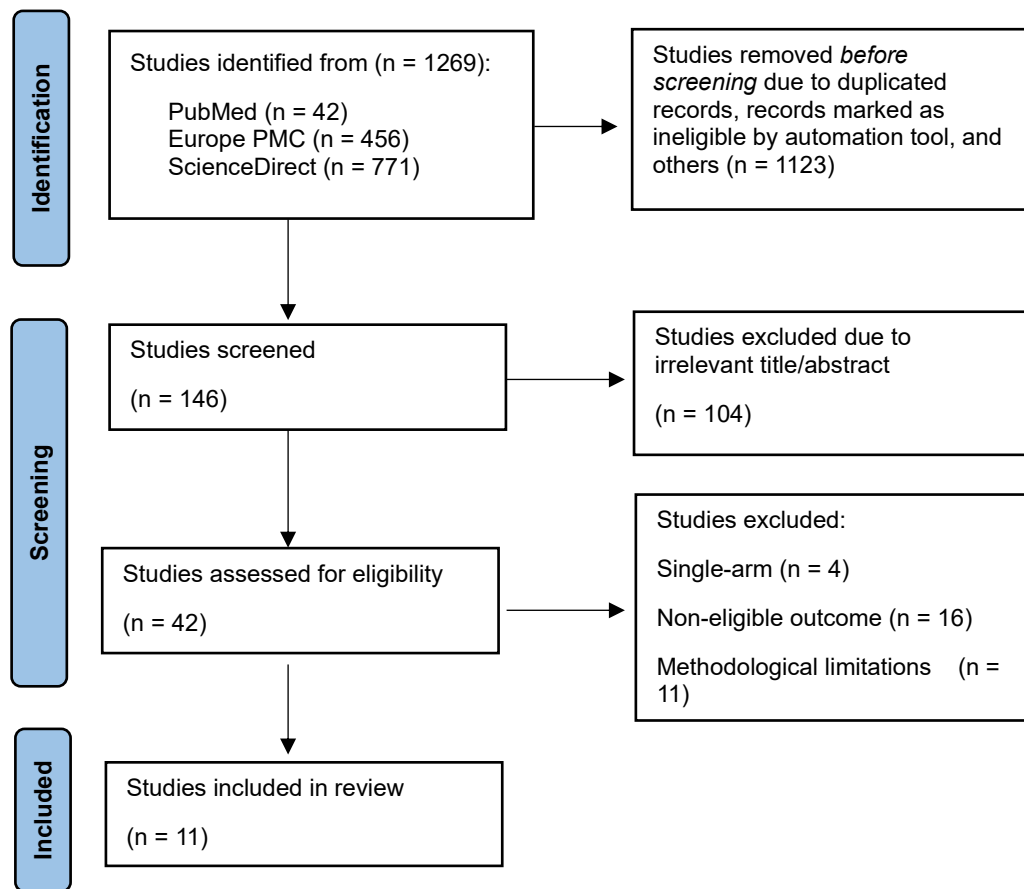 Identification
Studies identified from (n = 1269):
PubMed (n = 42)
Europe PMC (n = 456)
ScienceDirect (n = 771)
Studies removed before
screening due to duplicated
records, records marked as
ineligible by automation tool, and
others (n = 1123)
Screening
Studies screened
(n = 146)
Studies excluded due to
irrelevant title/abstract
(n = 104)
Studies assessed for eligibility
(n = 42)
Studies excluded:
Single-arm (n = 4)
Non-eligible outcome (n = 16)
Methodological limitations (n =
11)
Included
Studies included in review
(n = 11)